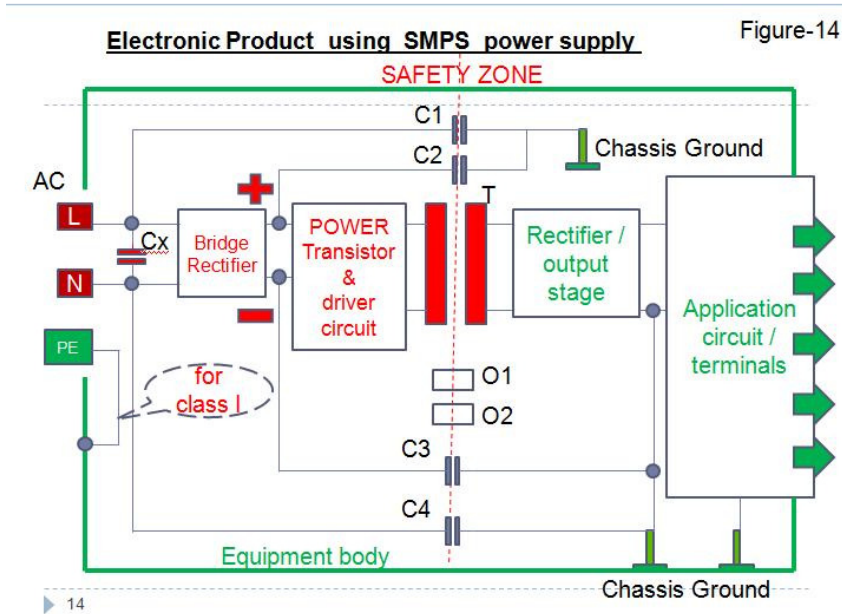 Figure-14
Electronic Product using SMPS power supply
SAFETY ZONE
C1
C2
Chassis Ground
AC
L
N
PE
Cx
Bridge
Rectifier
POWER
Transistor
&
driver
circuit
T
Rectifier /
output
stage
Application
circuit /
terminals
for
class I
O1
O2
C3
C4
Equipment body
Chassis Ground
14